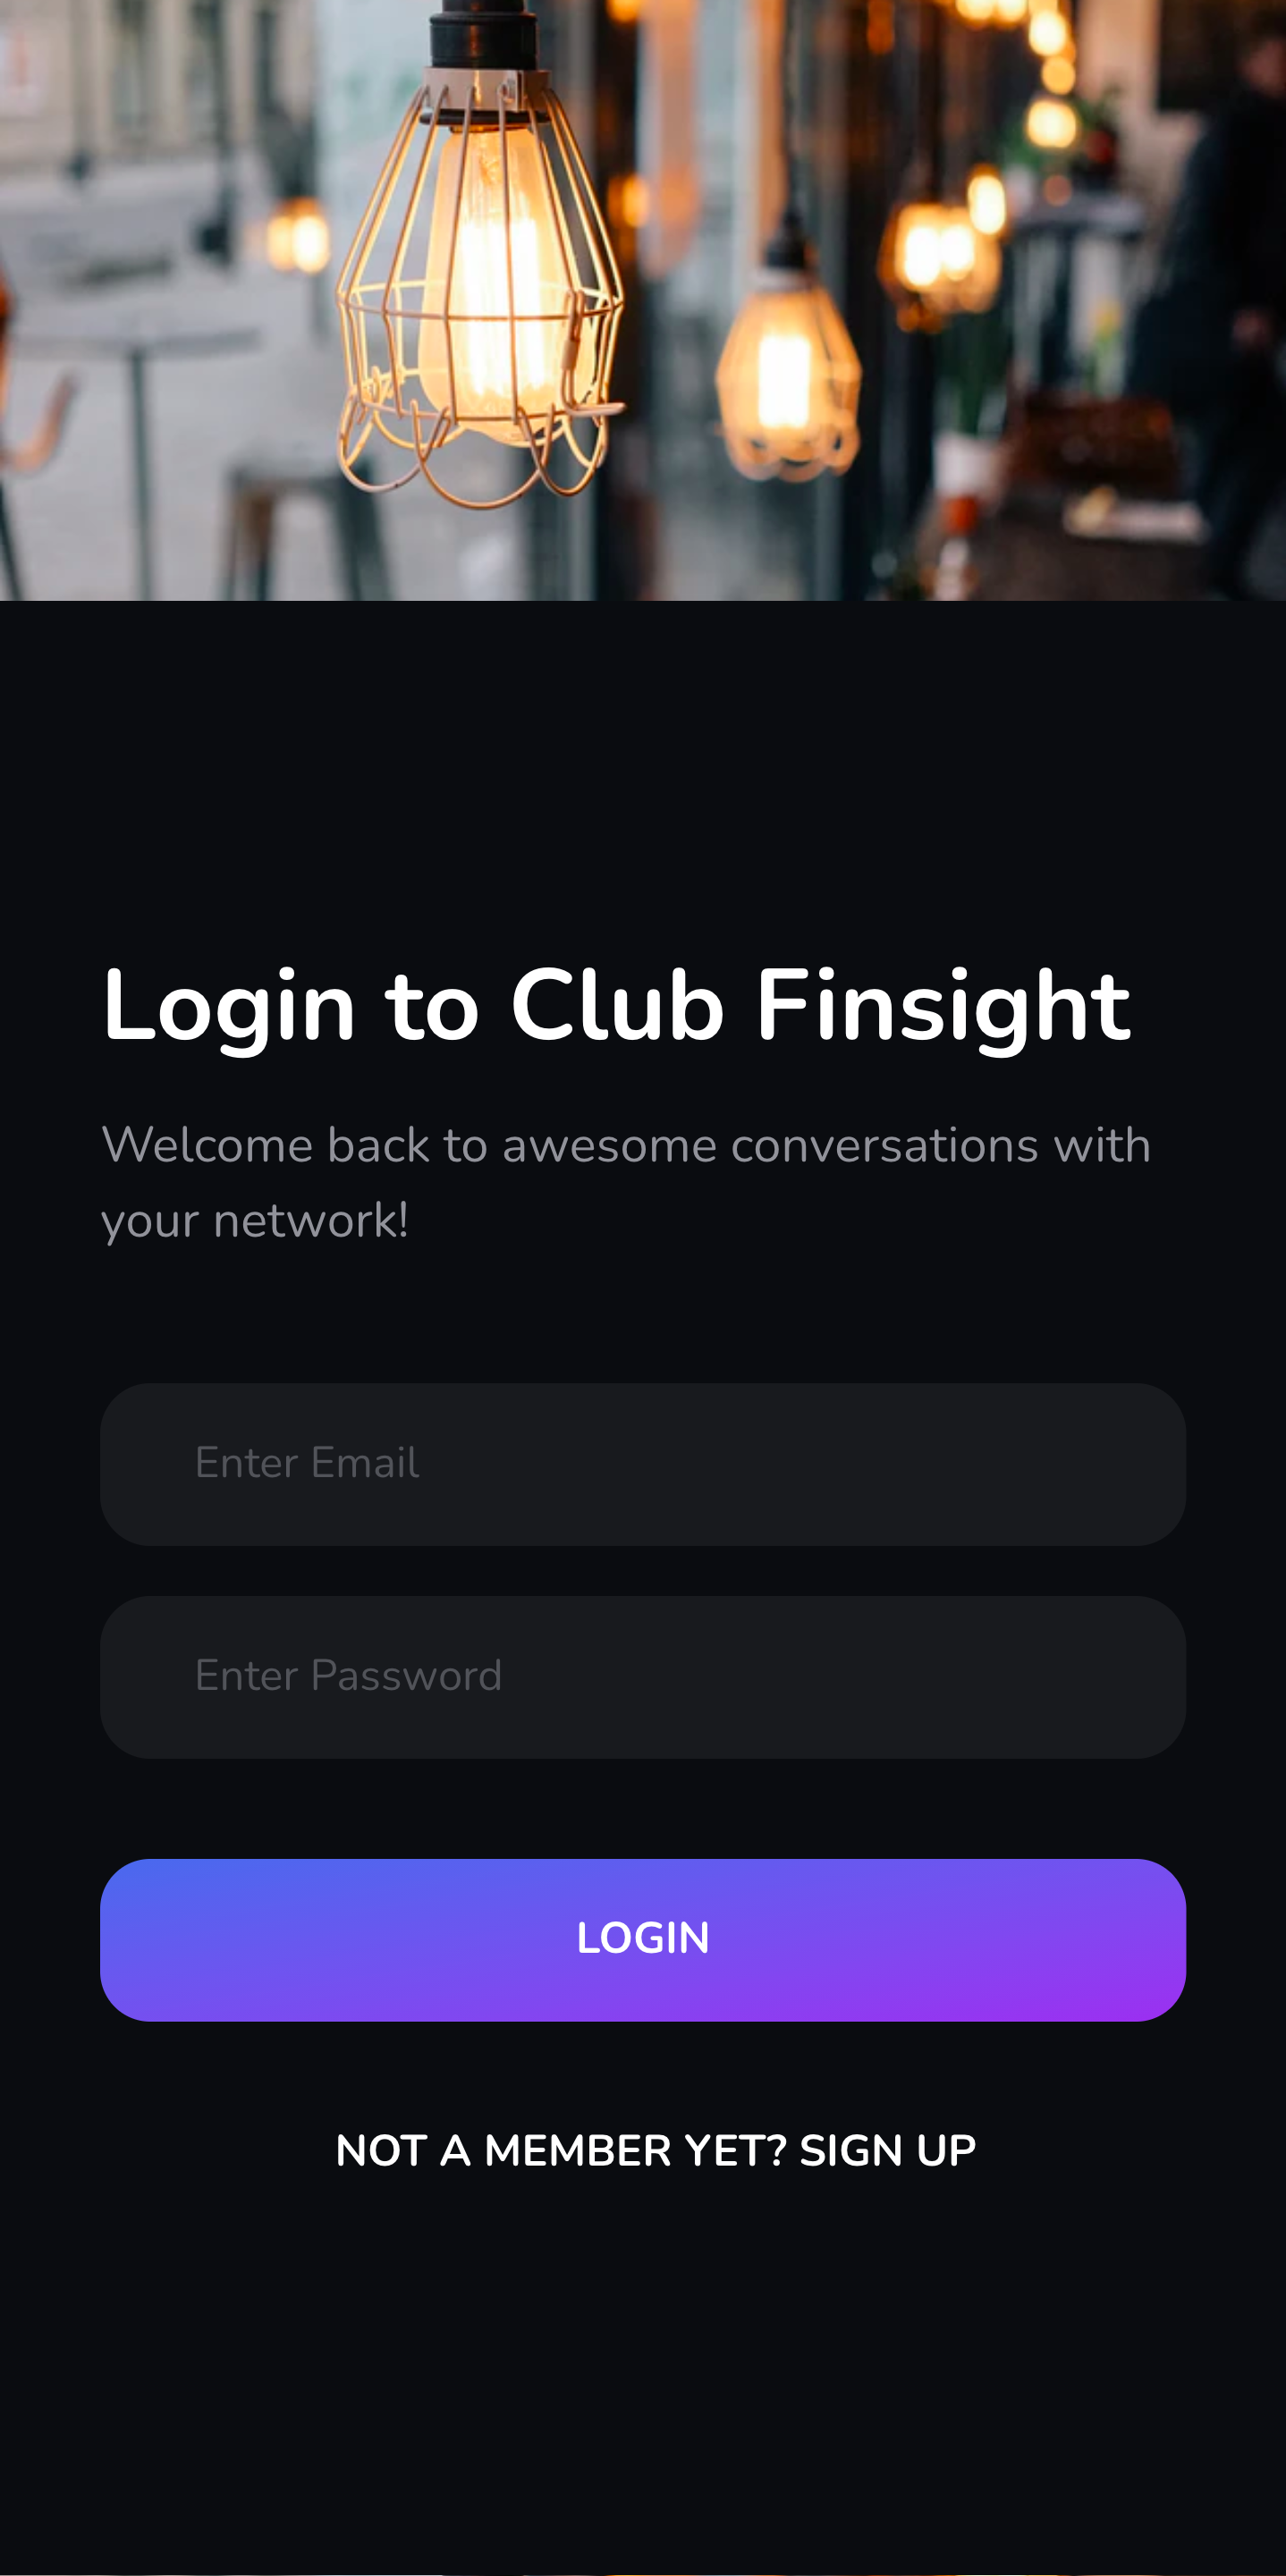 Login to Club Finsight
Welcome back to awesome conversations with
your network!
Enter Email
Enter Password
LOGIN
NOT A MEMBER YET? SIGN UP